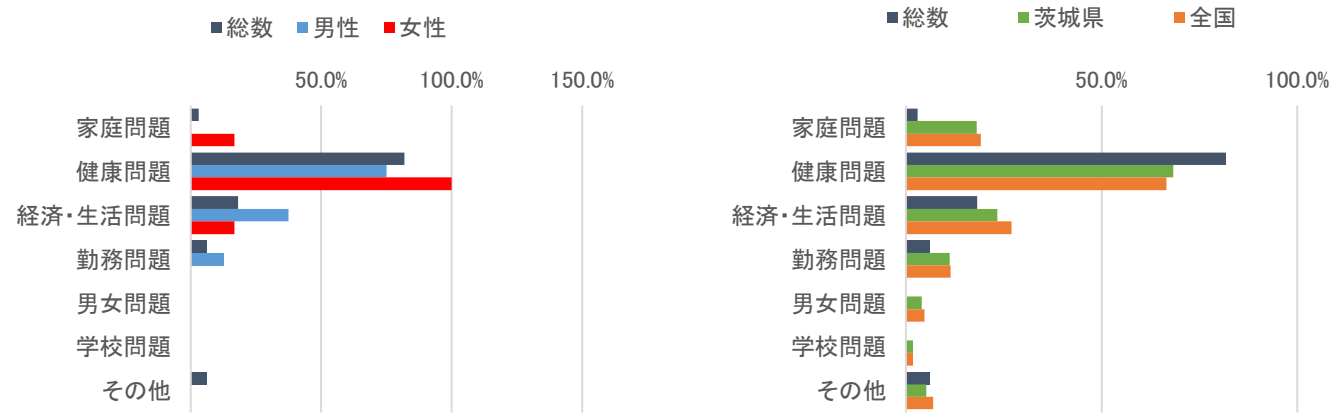 ■総数 ■男性 ■女性
50.0% 100.0% 150.0%
家庭問題
健康問題
経済・生活問題
勤務問題
男女問題
学校問題
その他
■総数 ■茨城県 ■全国
50.0% 100.0%
家庭問題
健康問題
経済・生活問題
勤務問題
男女問題
学校問題
その他